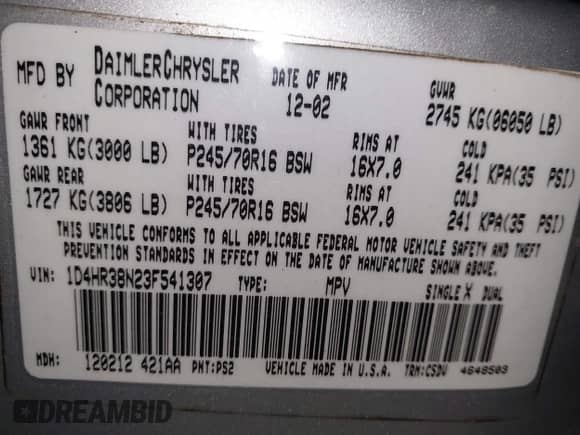 MFD BY DAIMLERCHRYSLER CORPORATION DATE OF MFR 12-02 GVWR 2745 KG(06050 LB)
GAWR FRONT WITH TIRES RIMS AT COLD
1361 KG(3000 LB) P245/70R16 BSW 16X7.0 241 KPA(35 PSI)
GAWR REAR WITH TIRES RIMS AT COLD
1727 KG(3806 LB) P245/70R16 BSW 16X7.0 241 KPA(35 PSI)
THIS VEHICLE CONFORMS TO ALL APPLICABLE FEDERAL MOTOR VEHICLE SAFETY AND THEFT
PREVENTION STANDARDS IN EFFECT ON THE DATE OF MANUFACTURE SHOWN ABOVE.
VIN: 1D4HR38N23F541307 TYPE: MPV SINGLE X DUAL
MDH: 120212 421AA PNT:PS2 VEHICLE MADE IN U.S.A. TRM:CSDV 4648503
DREAMBID